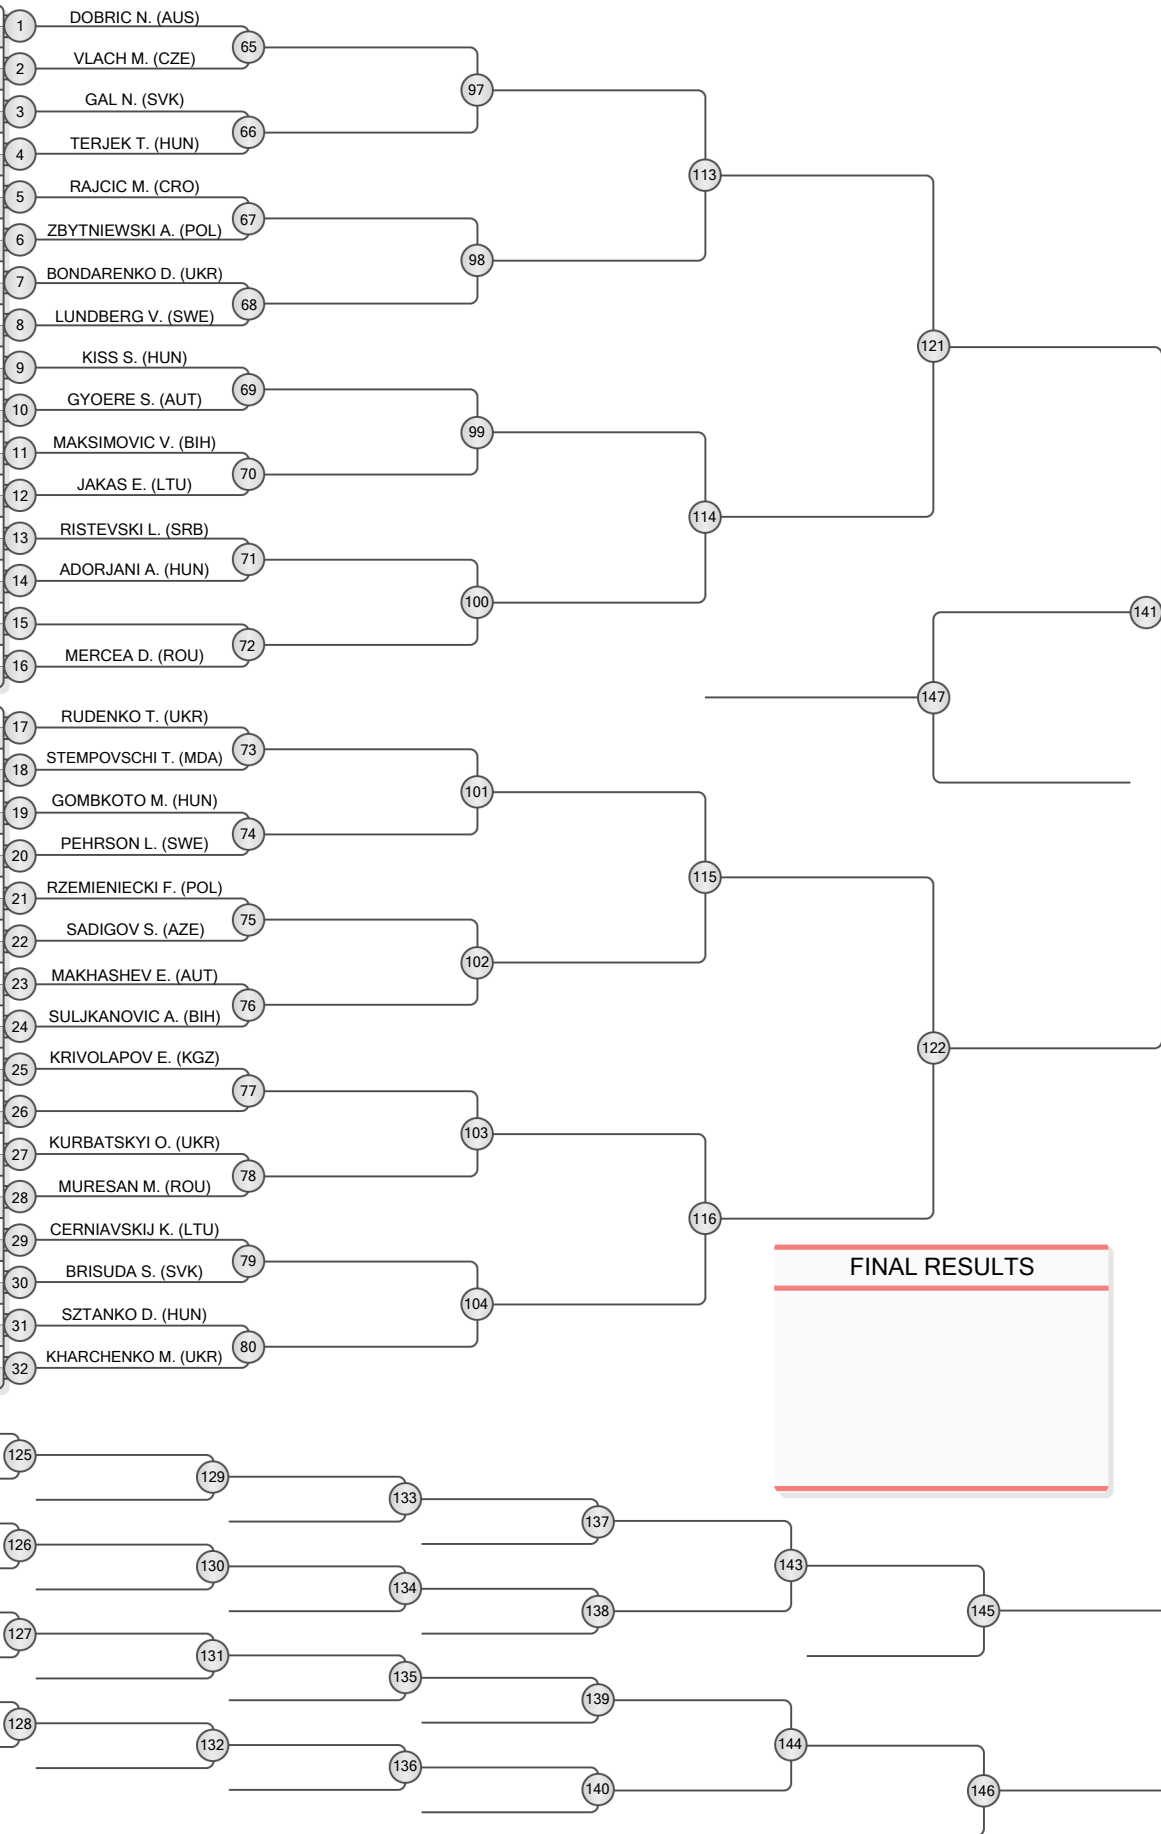 1 DOBRIC N. (AUS)
65
2 VLACH M. (CZE)
97
3 GAL N. (SVK)
66
4 TERJEK T. (HUN)
113
5 RAJCIC M. (CRO)
67
6 ZBYTNIEWSKI A. (POL)
98
7 BONDARENKO D. (UKR)
68
8 LUNDBERG V. (SWE)
121
9 KISS S. (HUN)
69
10 GYOERE S. (AUT)
99
11 MAKSIMOVIC V. (BIH)
70
12 JAKAS E. (LTU)
114
13 RISTEVSKI L. (SRB)
71
14 ADORJANI A. (HUN)
100
141
15
72
16 MERCEA D. (ROU)
147
17 RUDENKO T. (UKR)
73
18 STEMPOVSCHI T. (MDA)
101
19 GOMBKOTO M. (HUN)
74
20 PEHRSON L. (SWE)
115
21 RZEMIENIECKI F. (POL)
75
22 SADIGOV S. (AZE)
102
23 MAKHASHEV E. (AUT)
76
24 SULJKANOVIC A. (BIH)
122
25 KRIVOLAPOV E. (KGZ)
77
26
103
27 KURBATSKYI O. (UKR)
78
28 MURESAN M. (ROU)
116
29 CERNIAVSKIJ K. (LTU)
79
FINAL RESULTS
30 BRISUDA S. (SVK)
104
31 SZTANKO D. (HUN)
80
32 KHARCHENKO M. (UKR)
125
129
133
137
126
143
130
134
138
145
127
131
135
139
128
144
132
136
140
146